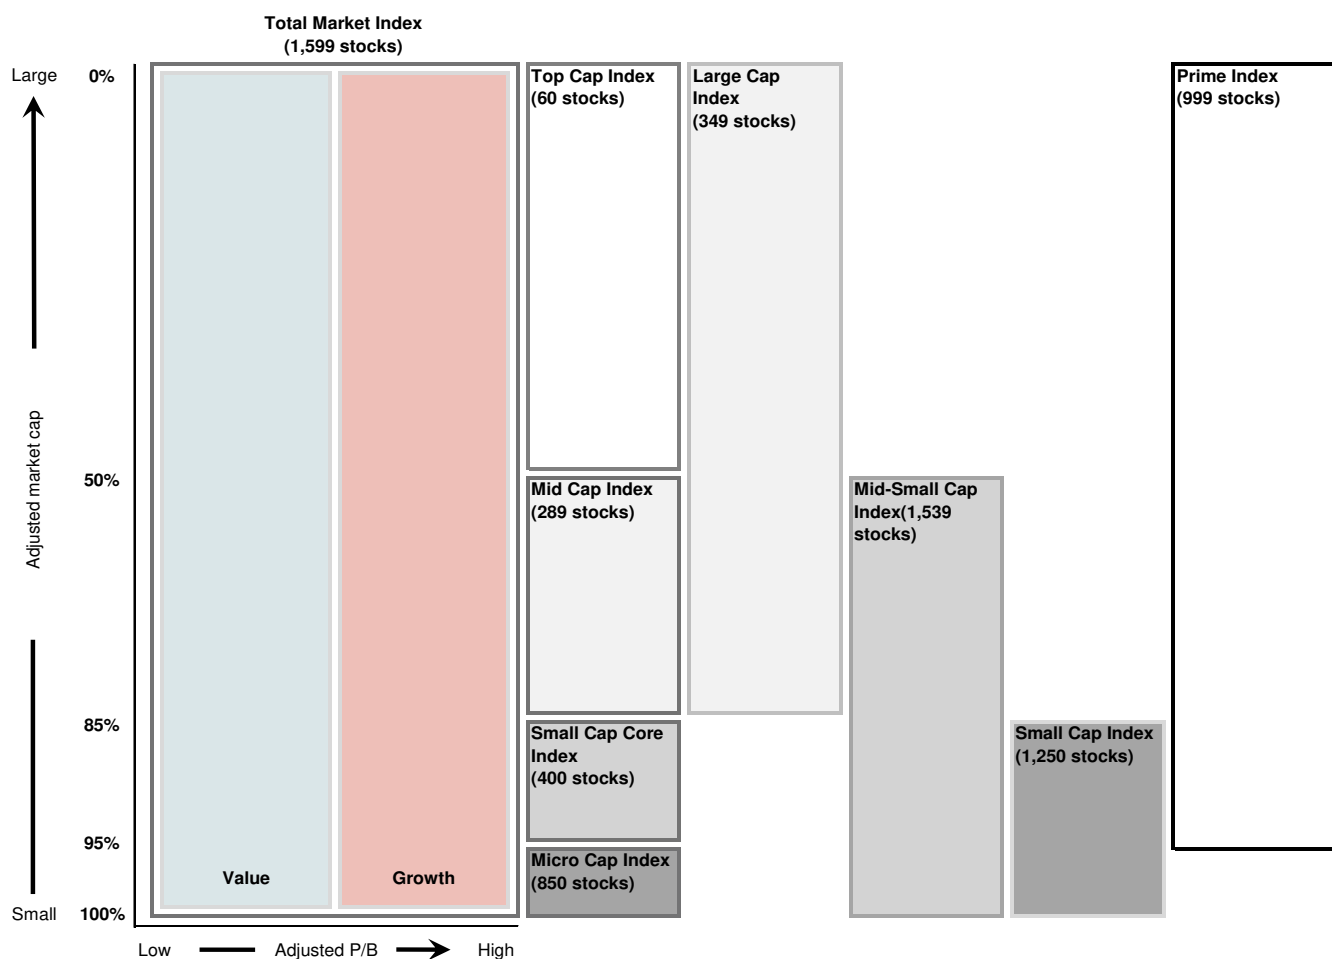 Total Market Index
(1,599 stocks)
Large
0%
Top Cap Index
(60 stocks)
Large Cap
Index
(349 stocks)
Prime Index
(999 stocks)
Adjusted market cap
50%
Mid Cap Index
(289 stocks)
Mid-Small Cap
Index(1,539
stocks)
85%
Small Cap Core
Index
(400 stocks)
Small Cap Index
(1,250 stocks)
95%
Micro Cap Index
(850 stocks)
Value
Growth
Small
100%
Low
Adjusted P/B
High